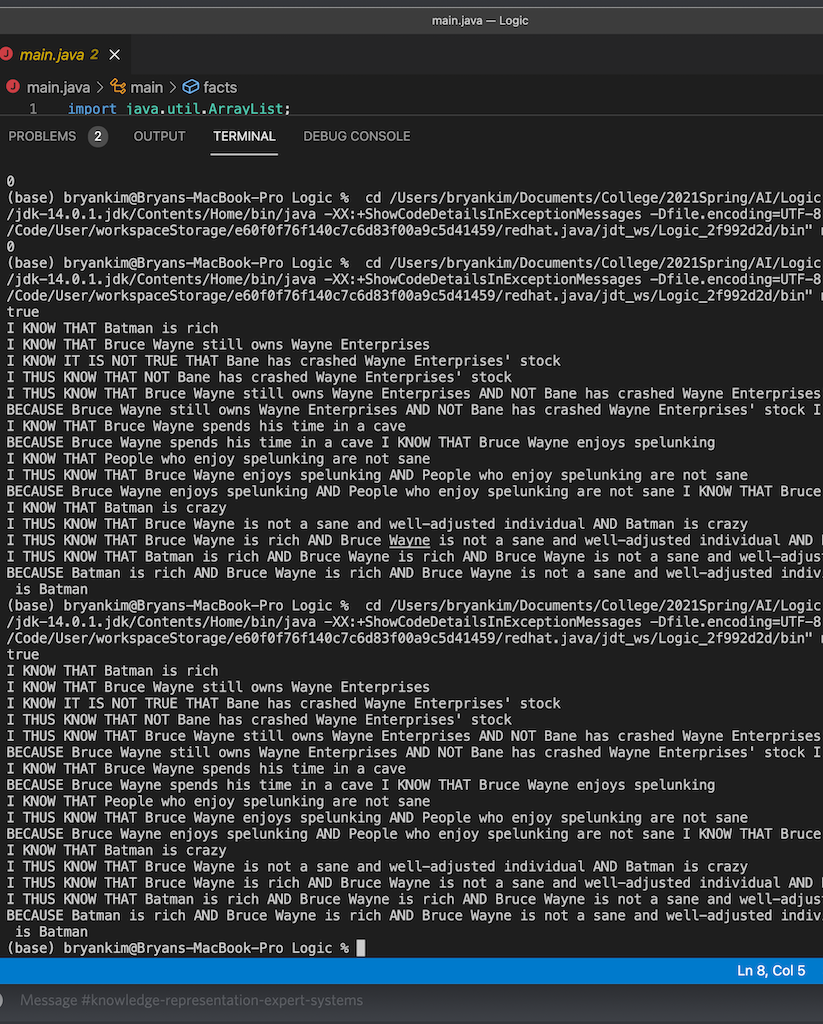 main.java — Logic
main.java 2
main.java > main > facts
1 import java.util.ArrayList;
PROBLEMS 2 OUTPUT TERMINAL DEBUG CONSOLE
0
(base) bryankim@Bryans-MacBook-Pro Logic % cd /Users/bryankim/Documents/College/2021Spring/AI/Logic
/jdk-14.0.1.jdk/Contents/Home/bin/java -XX:+ShowCodeDetailsInExceptionMessages -Dfile.encoding=UTF-8
/Code/User/workspaceStorage/e60f0f76f140c7c6d83f00a9c5d41459/redhat.java/jdt_ws/Logic_2f992d2d/bin"
0
(base) bryankim@Bryans-MacBook-Pro Logic % cd /Users/bryankim/Documents/College/2021Spring/AI/Logic
/jdk-14.0.1.jdk/Contents/Home/bin/java -XX:+ShowCodeDetailsInExceptionMessages -Dfile.encoding=UTF-8
/Code/User/workspaceStorage/e60f0f76f140c7c6d83f00a9c5d41459/redhat.java/jdt_ws/Logic_2f992d2d/bin"
true
I KNOW THAT Batman is rich
I KNOW THAT Bruce Wayne still owns Wayne Enterprises
I KNOW IT IS NOT TRUE THAT Bane has crashed Wayne Enterprises' stock
I THUS KNOW THAT NOT Bane has crashed Wayne Enterprises' stock
I THUS KNOW THAT Bruce Wayne still owns Wayne Enterprises AND NOT Bane has crashed Wayne Enterprises
BECAUSE Bruce Wayne still owns Wayne Enterprises AND NOT Bane has crashed Wayne Enterprises' stock I
I KNOW THAT Bruce Wayne spends his time in a cave
BECAUSE Bruce Wayne spends his time in a cave I KNOW THAT Bruce Wayne enjoys spelunking
I KNOW THAT People who enjoy spelunking are not sane
I THUS KNOW THAT Bruce Wayne enjoys spelunking AND People who enjoy spelunking are not sane
BECAUSE Bruce Wayne enjoys spelunking AND People who enjoy spelunking are not sane I KNOW THAT Bruce
I KNOW THAT Batman is crazy
I THUS KNOW THAT Bruce Wayne is not a sane and well-adjusted individual AND Batman is crazy
I THUS KNOW THAT Bruce Wayne is rich AND Bruce Wayne is not a sane and well-adjusted individual AND
I THUS KNOW THAT Batman is rich AND Bruce Wayne is rich AND Bruce Wayne is not a sane and well-adjus
BECAUSE Batman is rich AND Bruce Wayne is rich AND Bruce Wayne is not a sane and well-adjusted indiv
is Batman
(base) bryankim@Bryans-MacBook-Pro Logic % cd /Users/bryankim/Documents/College/2021Spring/AI/Logic
/jdk-14.0.1.jdk/Contents/Home/bin/java -XX:+ShowCodeDetailsInExceptionMessages -Dfile.encoding=UTF-8
/Code/User/workspaceStorage/e60f0f76f140c7c6d83f00a9c5d41459/redhat.java/jdt_ws/Logic_2f992d2d/bin"
true
I KNOW THAT Batman is rich
I KNOW THAT Bruce Wayne still owns Wayne Enterprises
I KNOW IT IS NOT TRUE THAT Bane has crashed Wayne Enterprises' stock
I THUS KNOW THAT NOT Bane has crashed Wayne Enterprises' stock
I THUS KNOW THAT Bruce Wayne still owns Wayne Enterprises AND NOT Bane has crashed Wayne Enterprises
BECAUSE Bruce Wayne still owns Wayne Enterprises AND NOT Bane has crashed Wayne Enterprises' stock I
I KNOW THAT Bruce Wayne spends his time in a cave
BECAUSE Bruce Wayne spends his time in a cave I KNOW THAT Bruce Wayne enjoys spelunking
I KNOW THAT People who enjoy spelunking are not sane
I THUS KNOW THAT Bruce Wayne enjoys spelunking AND People who enjoy spelunking are not sane
BECAUSE Bruce Wayne enjoys spelunking AND People who enjoy spelunking are not sane I KNOW THAT Bruce
I KNOW THAT Batman is crazy
I THUS KNOW THAT Bruce Wayne is not a sane and well-adjusted individual AND Batman is crazy
I THUS KNOW THAT Bruce Wayne is rich AND Bruce Wayne is not a sane and well-adjusted individual AND
I THUS KNOW THAT Batman is rich AND Bruce Wayne is rich AND Bruce Wayne is not a sane and well-adjus
BECAUSE Batman is rich AND Bruce Wayne is rich AND Bruce Wayne is not a sane and well-adjusted indiv
is Batman
(base) bryankim@Bryans-MacBook-Pro Logic %
Ln 8, Col 5
Message #knowledge-representation-expert-systems